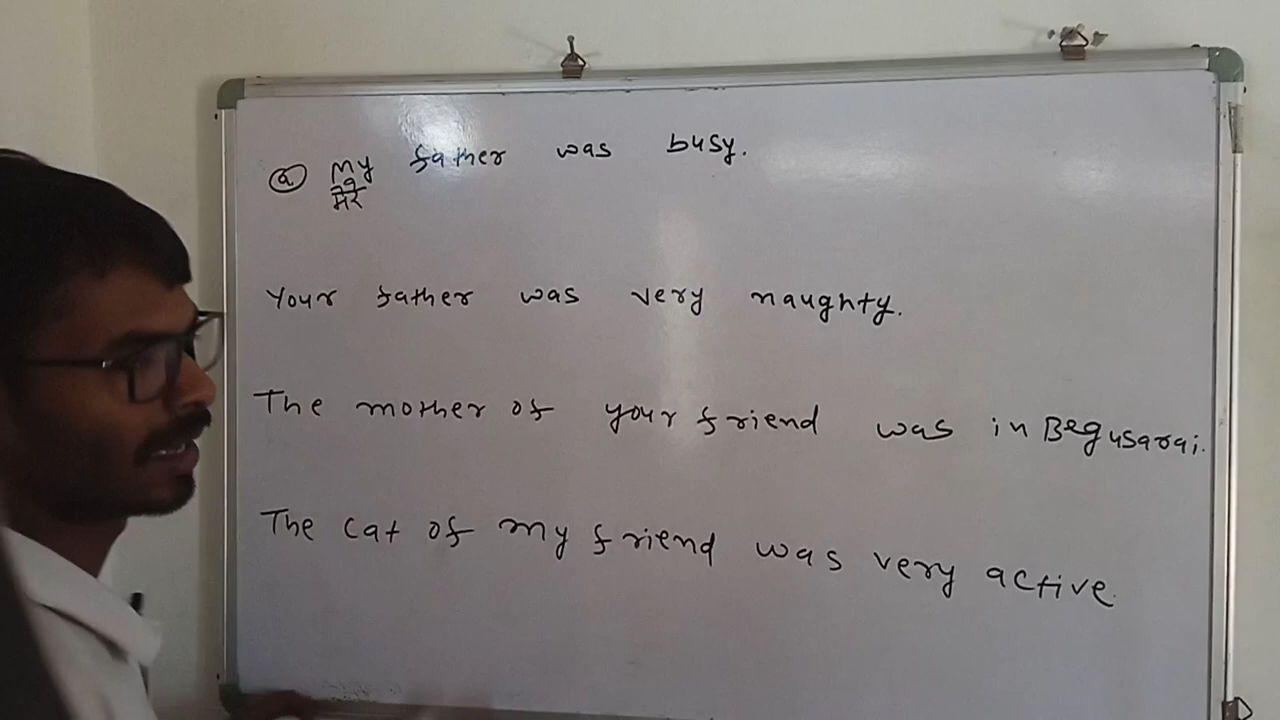 (a) My father was busy.
मेरे
Your father was very naughty.
The mother of your friend was in Begusarai.
The cat of my friend was very active.